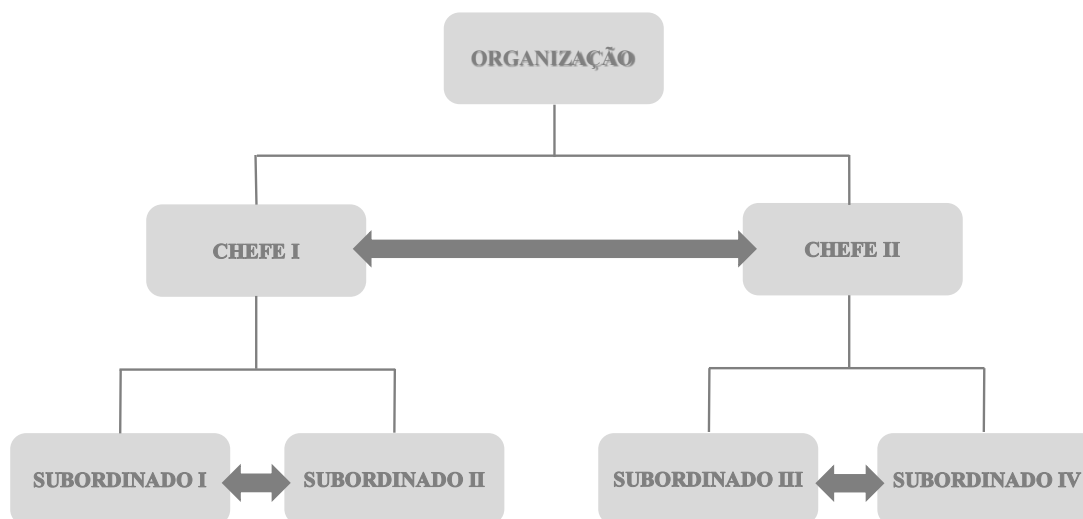 ORGANIZAÇÃO
CHEFE I
CHEFE II
SUBORDINADO I
SUBORDINADO II
SUBORDINADO III
SUBORDINADO IV